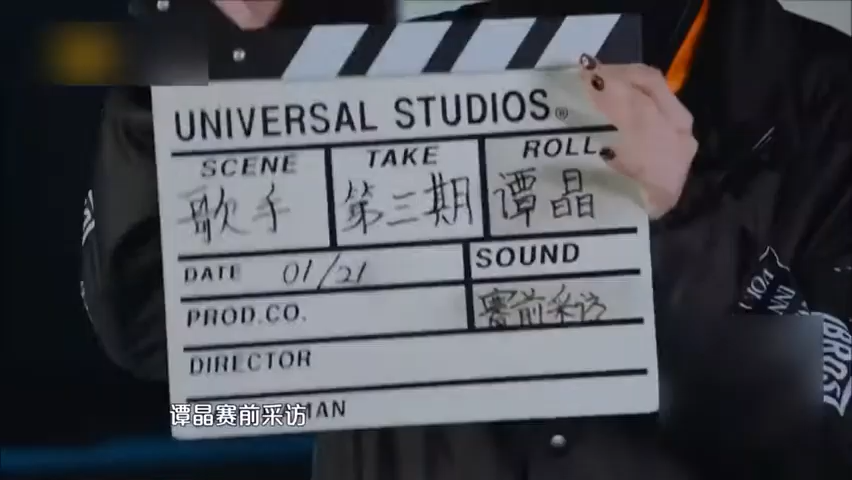 UNIVERSAL STUDIOS®
SCENE TAKE ROLL
歌手 第三期 谭晶
DATE 01/21 SOUND
PROD.CO. 赛前采访
DIRECTOR
MAN
谭晶赛前采访